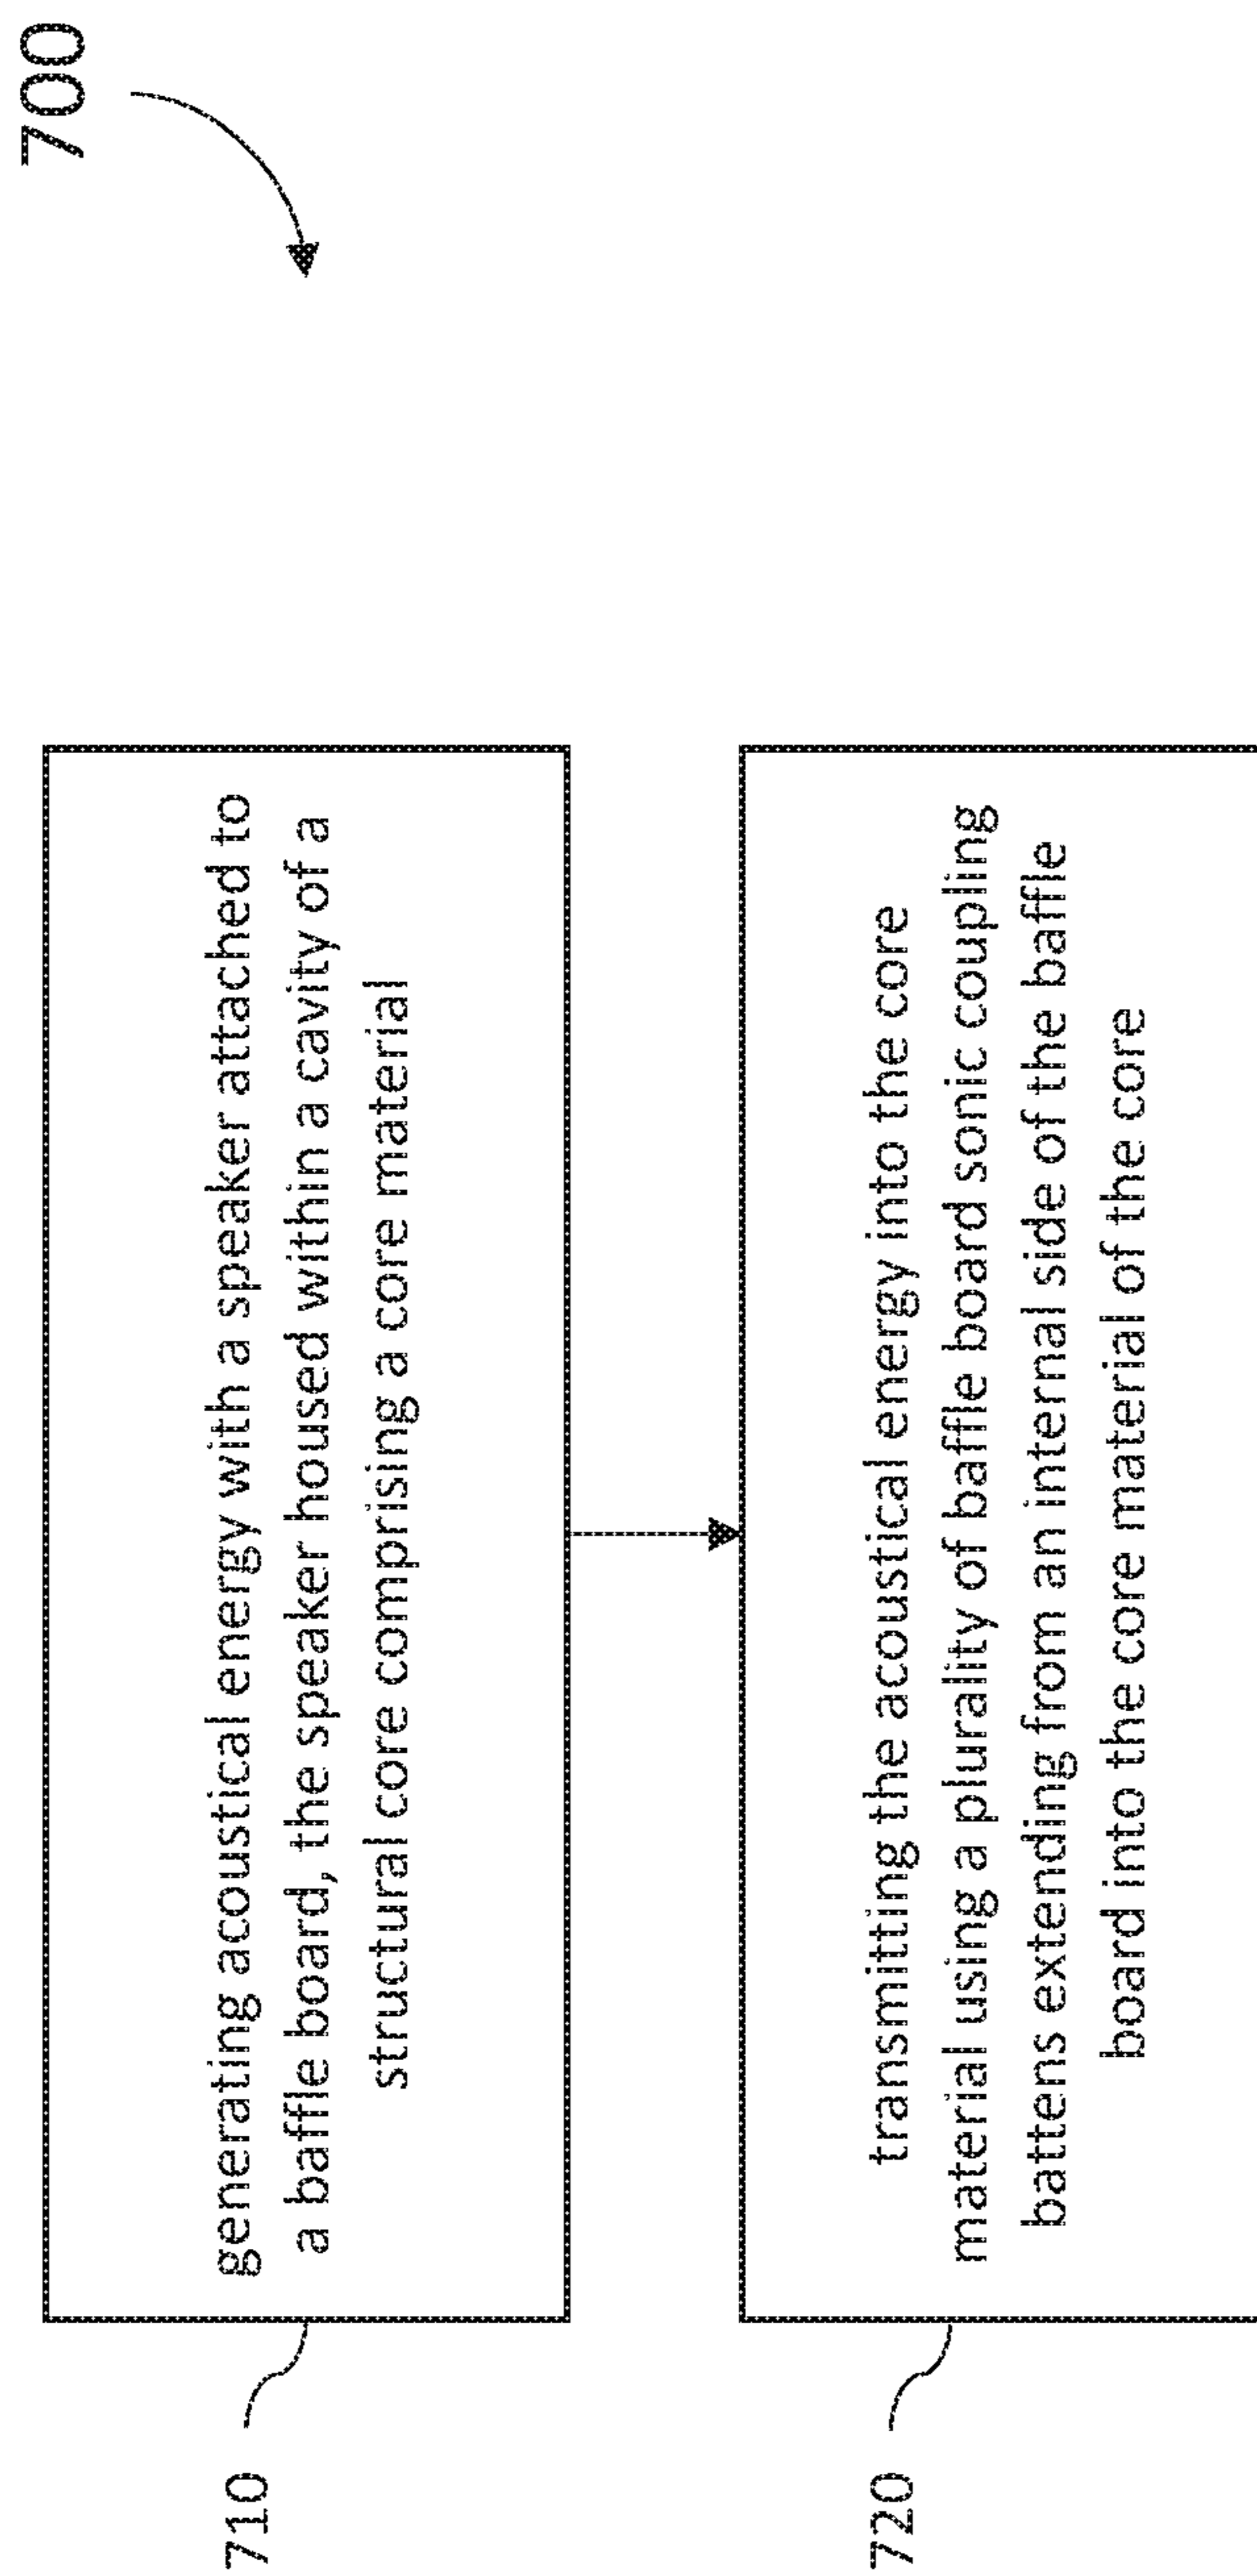 700
710
generating acoustical energy with a speaker attached to
a baffle board, the speaker housed within a cavity of a
structural core comprising a core material
720
transmitting the acoustical energy into the core
material using a plurality of baffle board sonic coupling
battens extending from an internal side of the baffle
board into the core material of the core